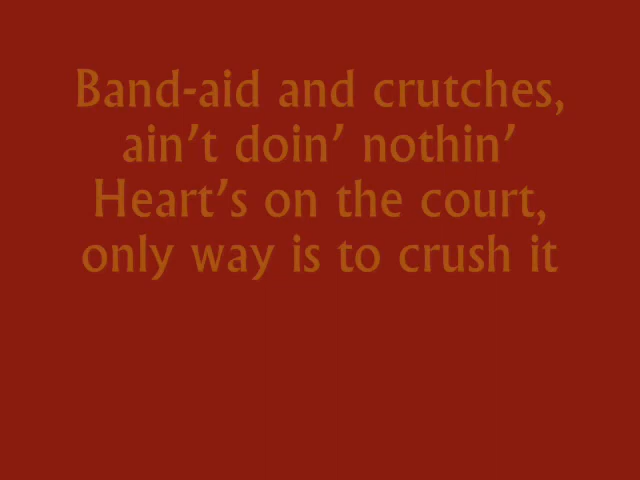 Band-aid and crutches,
ain’t doin’ nothin’
Heart’s on the court,
only way is to crush it